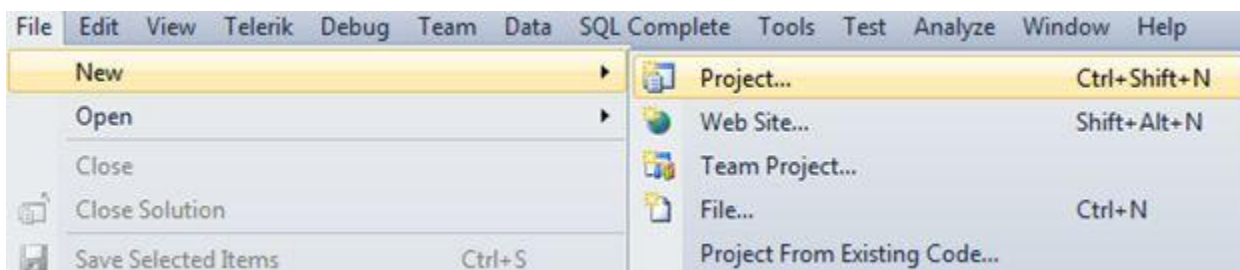 File Edit View Telerik Debug Team Data SQL Complete Tools Test Analyze Window Help
New
Open
Close
Close Solution
Save Selected Items Ctrl+S
Project... Ctrl+Shift+N
Web Site... Shift+Alt+N
Team Project...
File... Ctrl+N
Project From Existing Code...